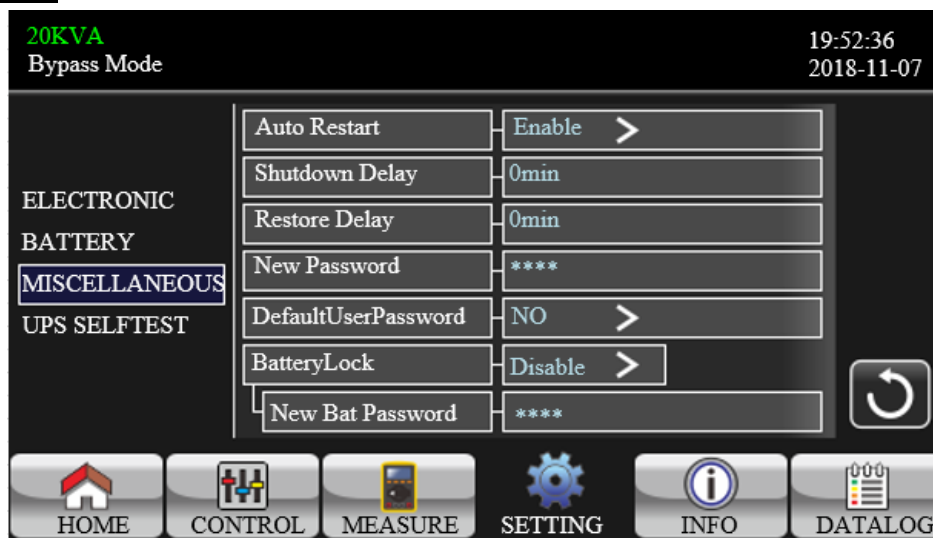 20KVA
Bypass Mode
19:52:36
2018-11-07
ELECTRONIC
BATTERY
MISCELLANEOUS
UPS SELFTEST
Auto Restart Enable
Shutdown Delay 0min
Restore Delay 0min
New Password ****
DefaultUserPassword NO
BatteryLock Disable
New Bat Password ****
HOME CONTROL MEASURE SETTING INFO DATALOG